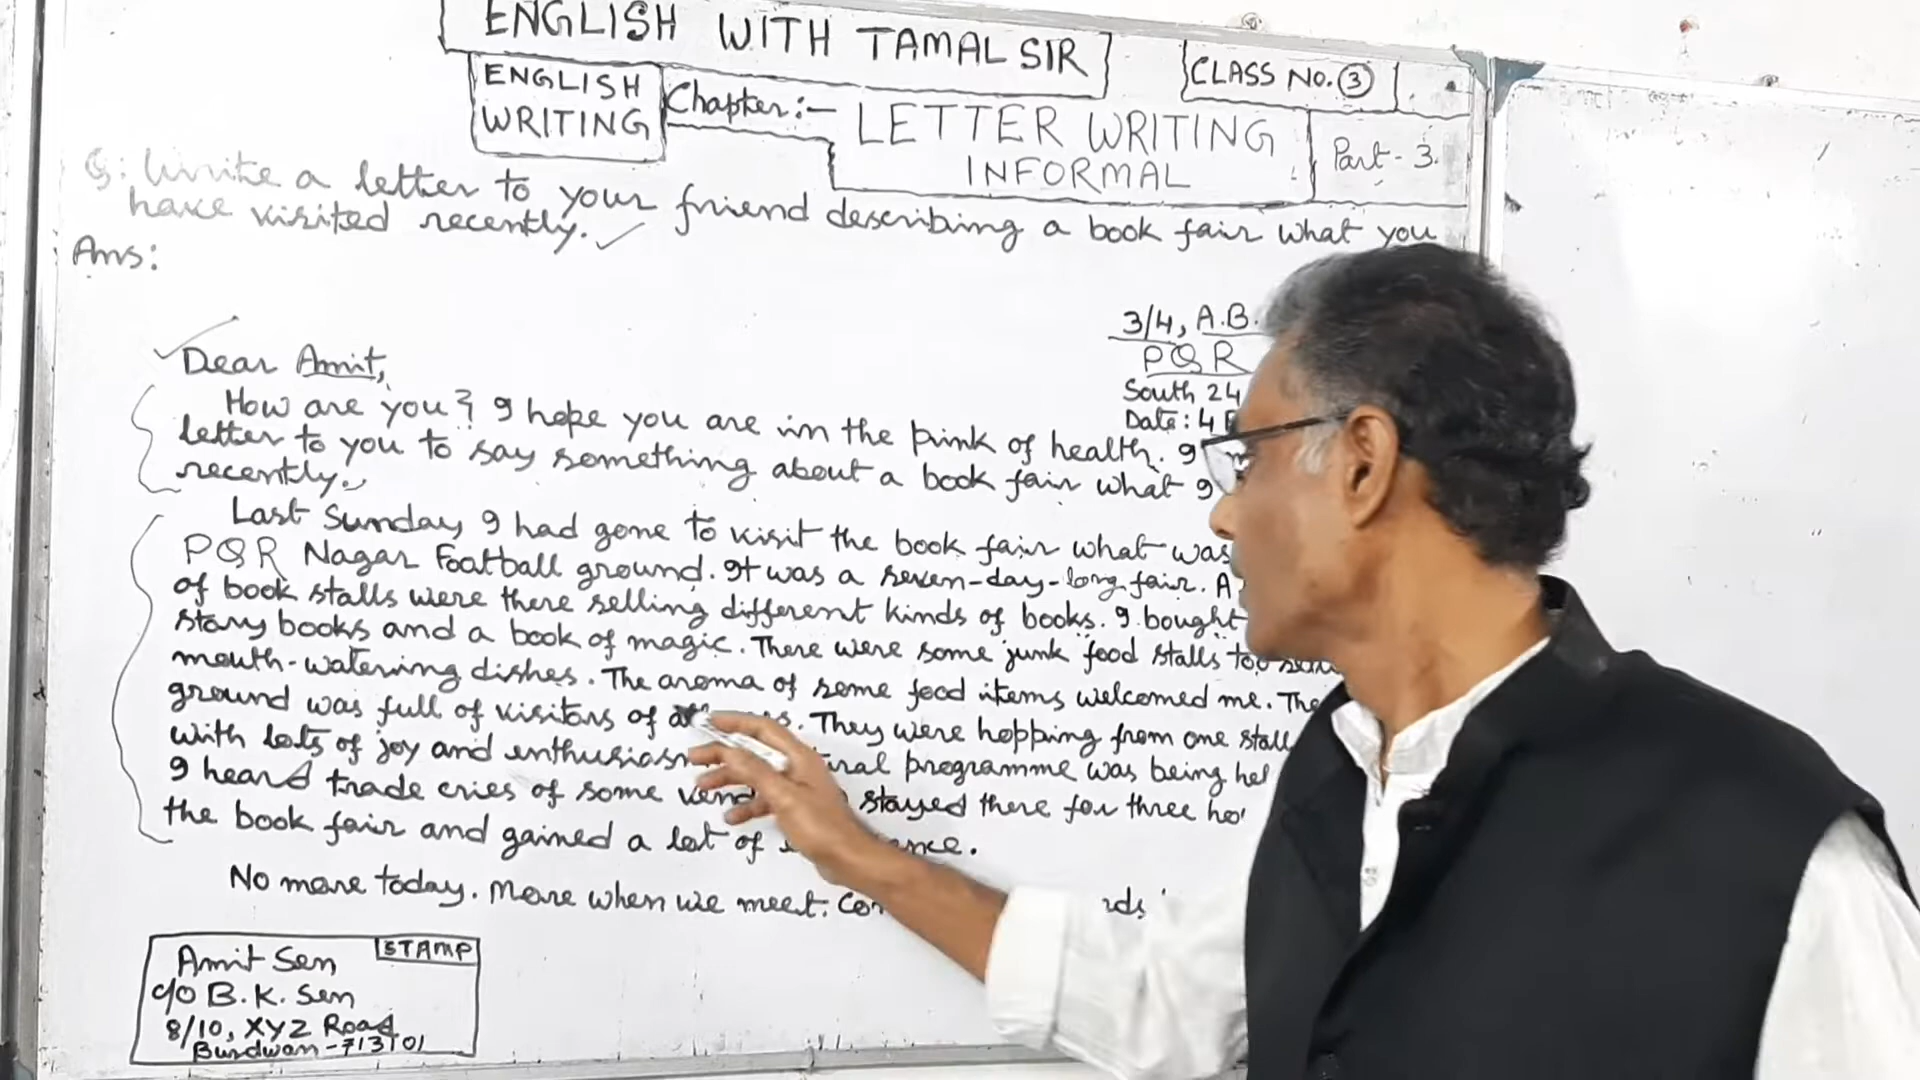 ENGLISH WITH TAMAL SIR
CLASS NO. 3
ENGLISH
WRITING
Chapter:-
LETTER WRITING
INFORMAL
Part-3.
Q: Write a letter to your friend describing a book fair what you
have visited recently.
Ans:
3/4, A.B.
PQR
South 24
Date: 4
Dear Amit,
How are you? I hope you are in the pink of health. I
letter to you to say something about a book fair what I
recently.
Last Sunday, I had gone to visit the book fair what was
PQR Nagar Football ground. It was a seven-day-long fair. A
of book stalls were there selling different kinds of books. I bought
story books and a book of magic. There were some junk food stalls too
mouth-watering dishes. The aroma of some food items welcomed me. The
ground was full of visitors of They were hopping from one stall
with lots of joy and enthusiasm programme was being
I heard trade cries of some stayed there for three
the book fair and gained a lot of
No more today. More when we meet.
Amit Sen
STAMP
c/o B.K. Sen
8/10, XYZ Road
Burdwan-713101